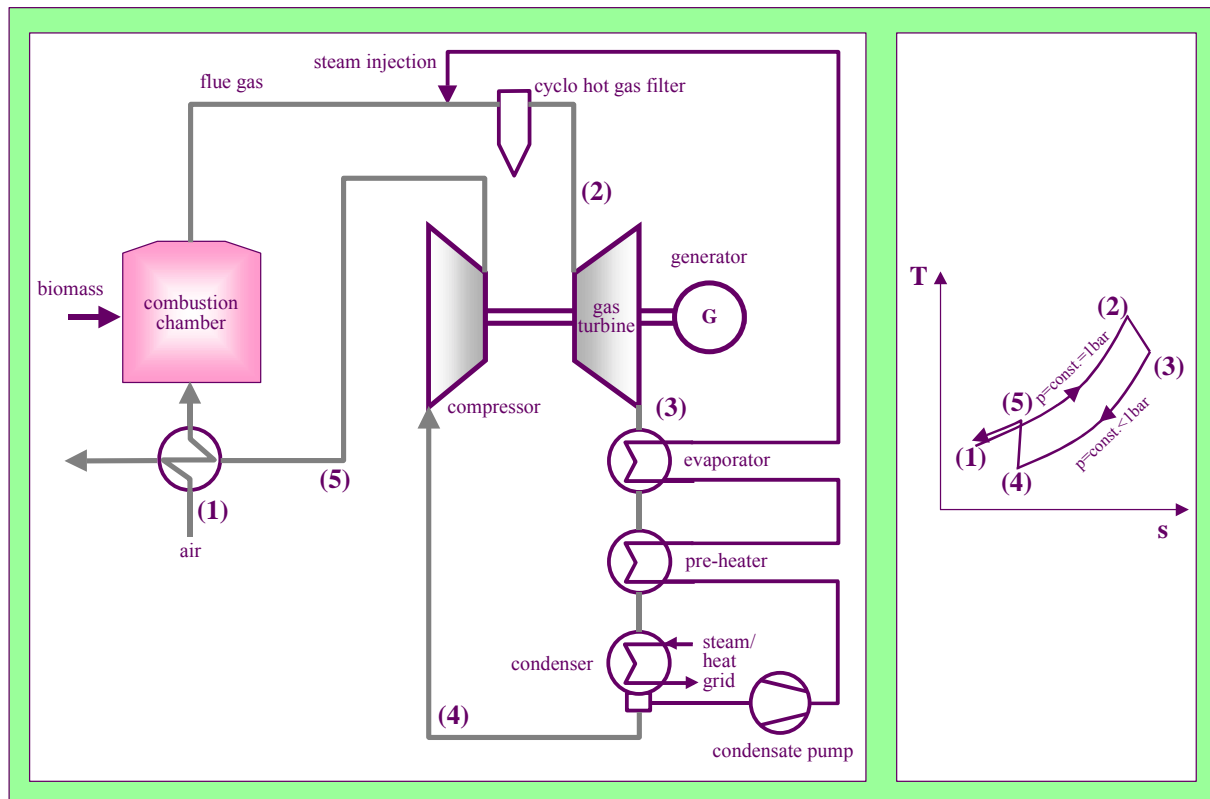 steam injection
flue gas
cyclo hot gas filter
(2)
biomass
combustion
chamber
generator
gas
turbine
G
compressor
(3)
evaporator
(5)
(1)
air
pre-heater
condenser
steam/
heat
grid
(4)
condensate pump
T
(2)
p=const.=1bar
(3)
(5)
(1)
p=const.<1bar
(4)
s